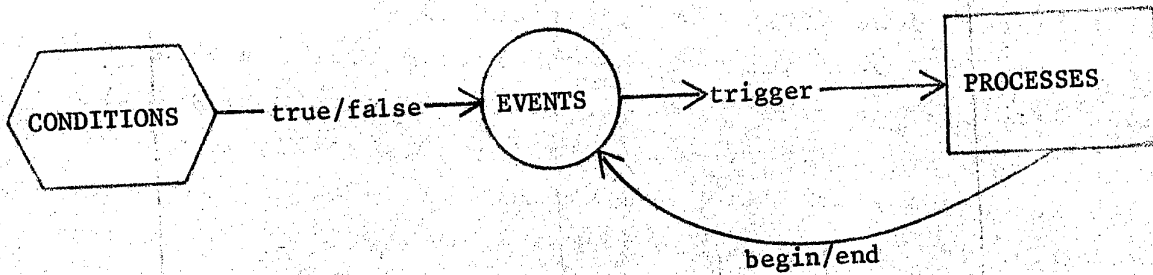 CONDITIONS
true/false
EVENTS
trigger
PROCESSES
begin/end